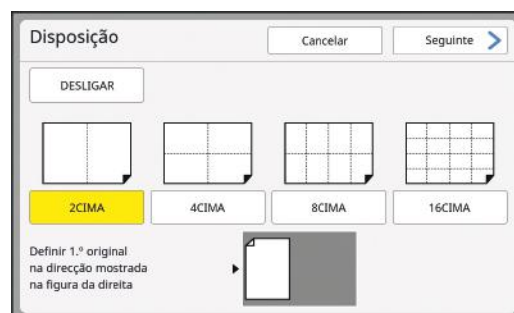 Disposição
Cancelar
Seguinte
DESLIGAR
2CIMA
4CIMA
8CIMA
16CIMA
Definir 1.º original
na direcção mostrada
na figura da direita